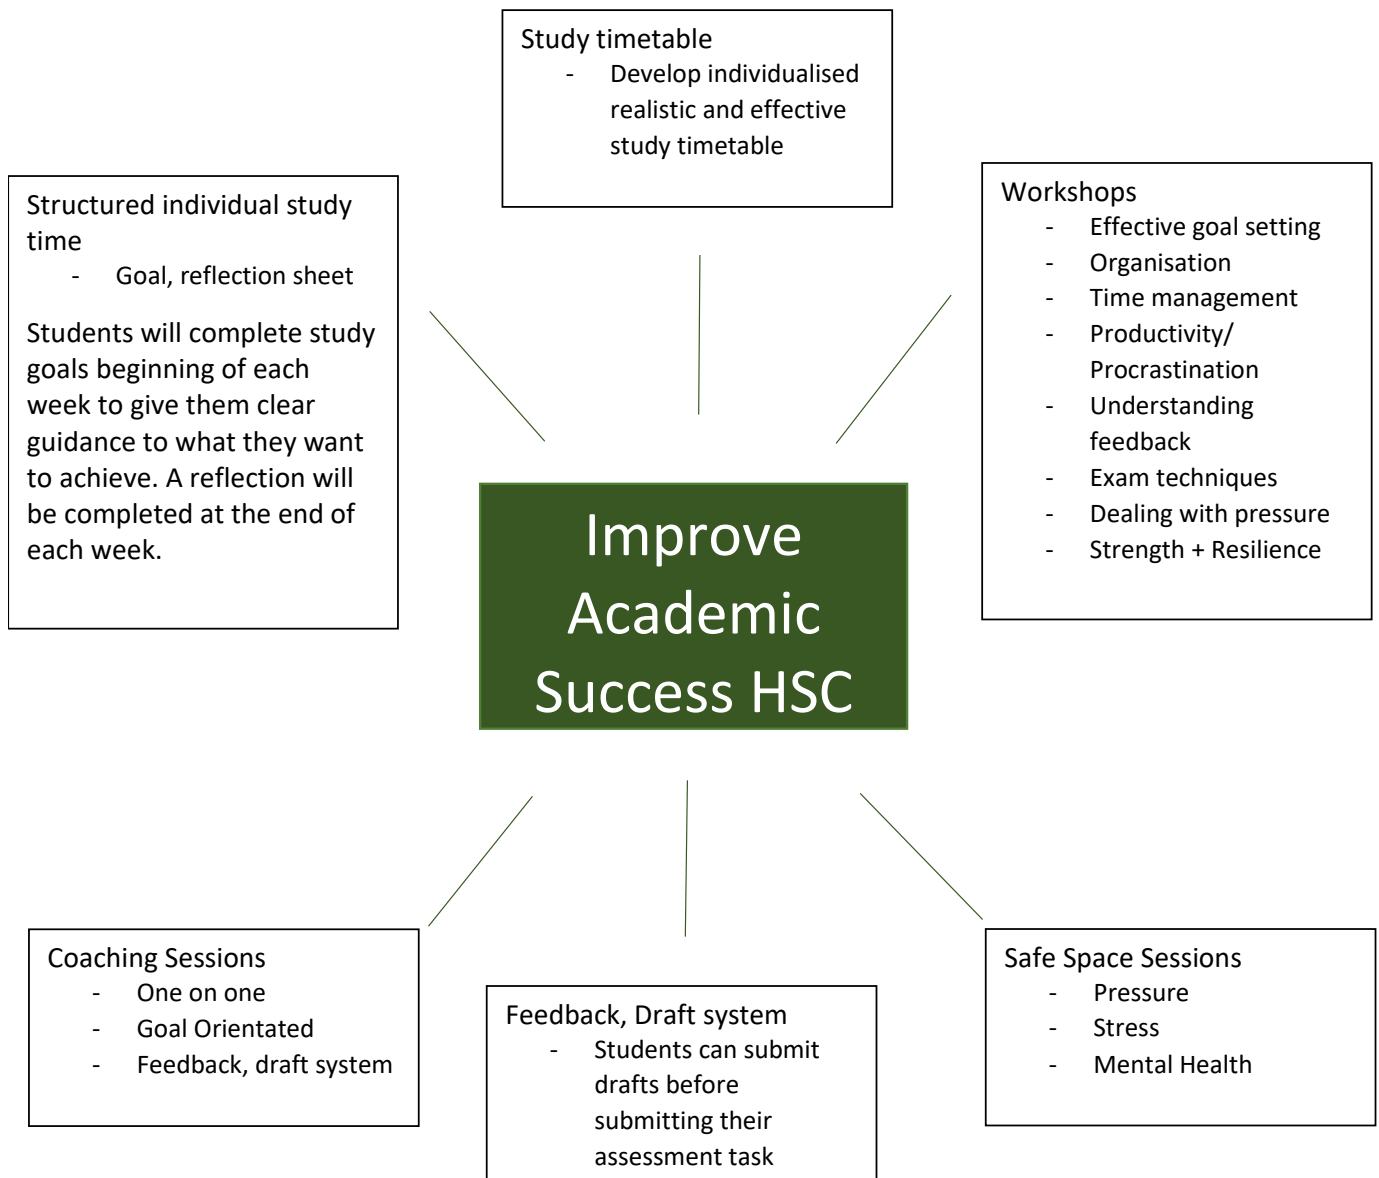 Study timetable
- Develop individualised
realistic and effective
study timetable
Structured individual study
time
- Goal, reflection sheet
Students will complete study
goals beginning of each
week to give them clear
guidance to what they want
to achieve. A reflection will
be completed at the end of
each week.
Workshops
- Effective goal setting
- Organisation
- Time management
- Productivity/
Procrastination
- Understanding
feedback
- Exam techniques
- Dealing with pressure
- Strength + Resilience
Improve
Academic
Success HSC
Coaching Sessions
- One on one
- Goal Orientated
- Feedback, draft system
Feedback, Draft system
- Students can submit
drafts before
submitting their
assessment task
Safe Space Sessions
- Pressure
- Stress
- Mental Health